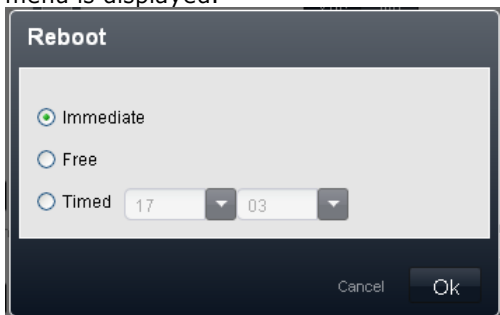 menu is displayed.
Reboot
Immediate
Free
Timed 17 03
Cancel Ok